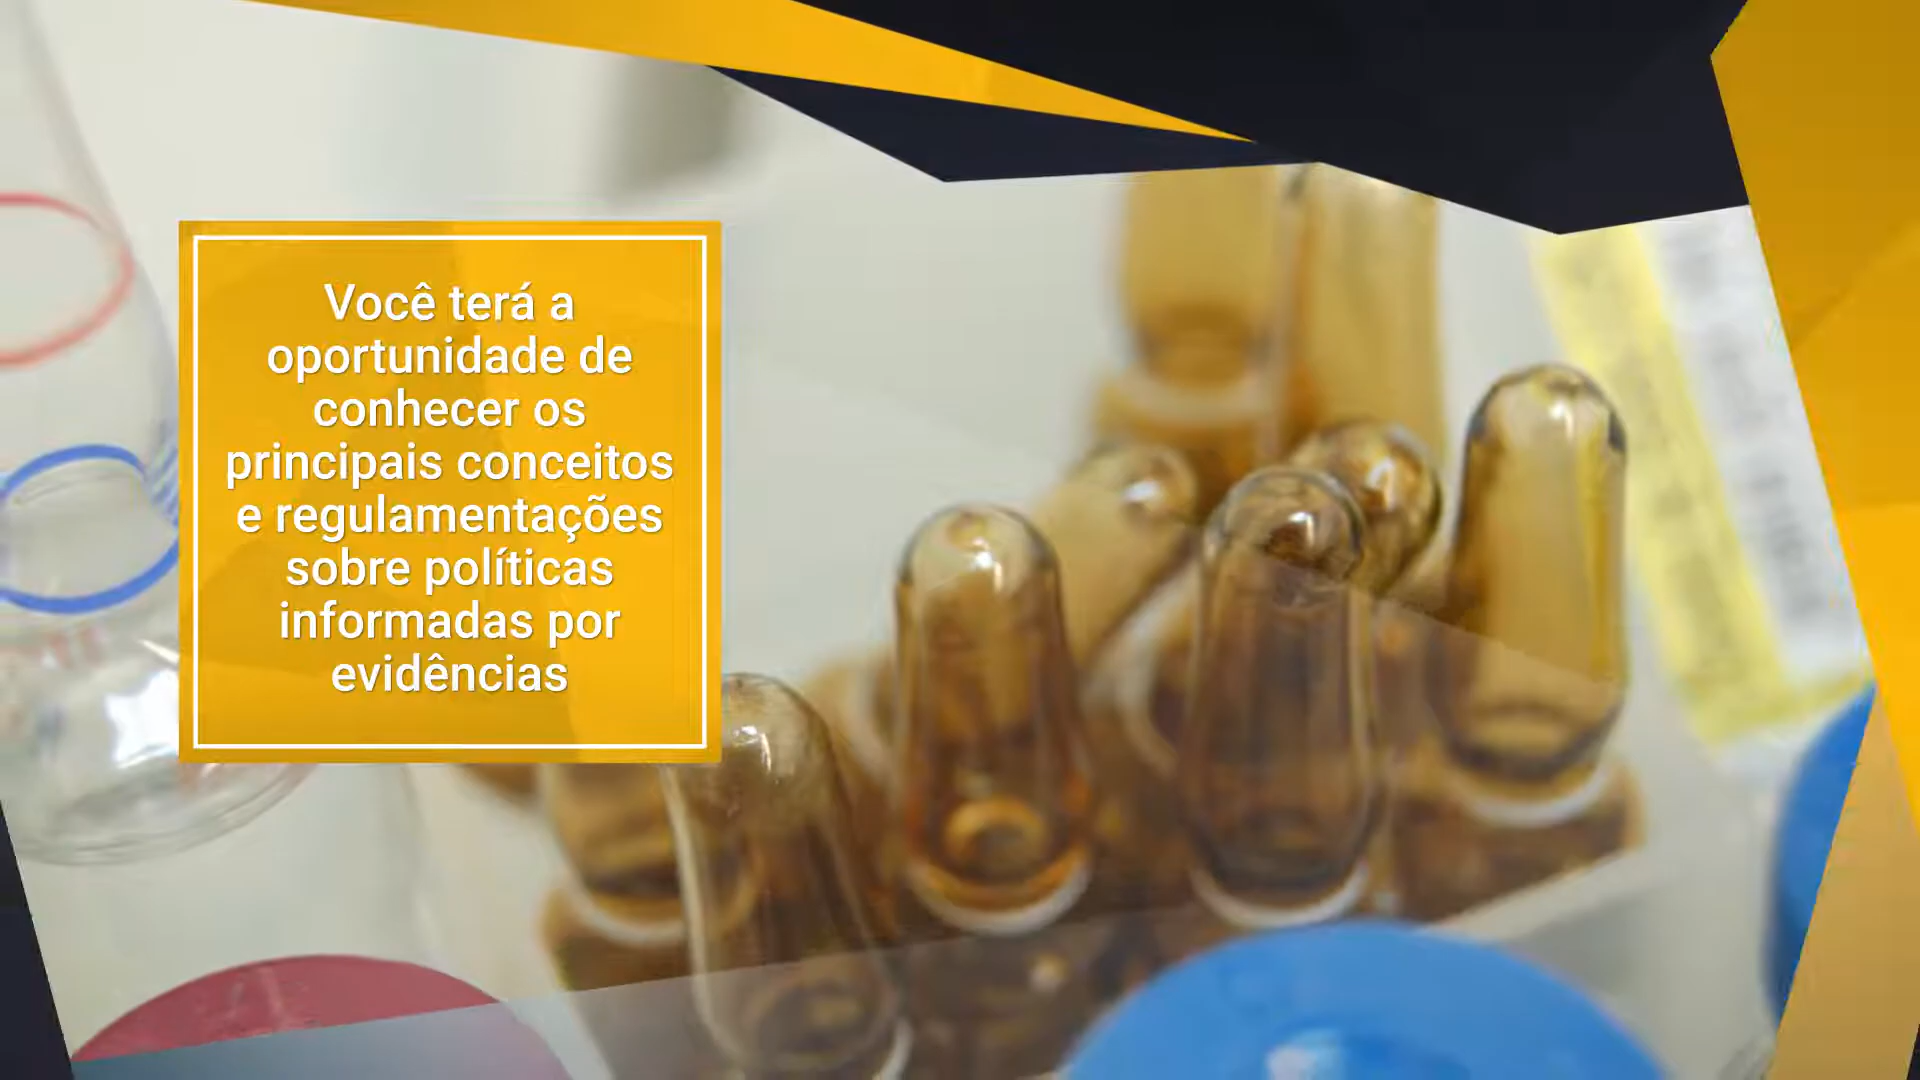 Você terá a
oportunidade de
conhecer os
principais conceitos
e regulamentações
sobre políticas
informadas por
evidências